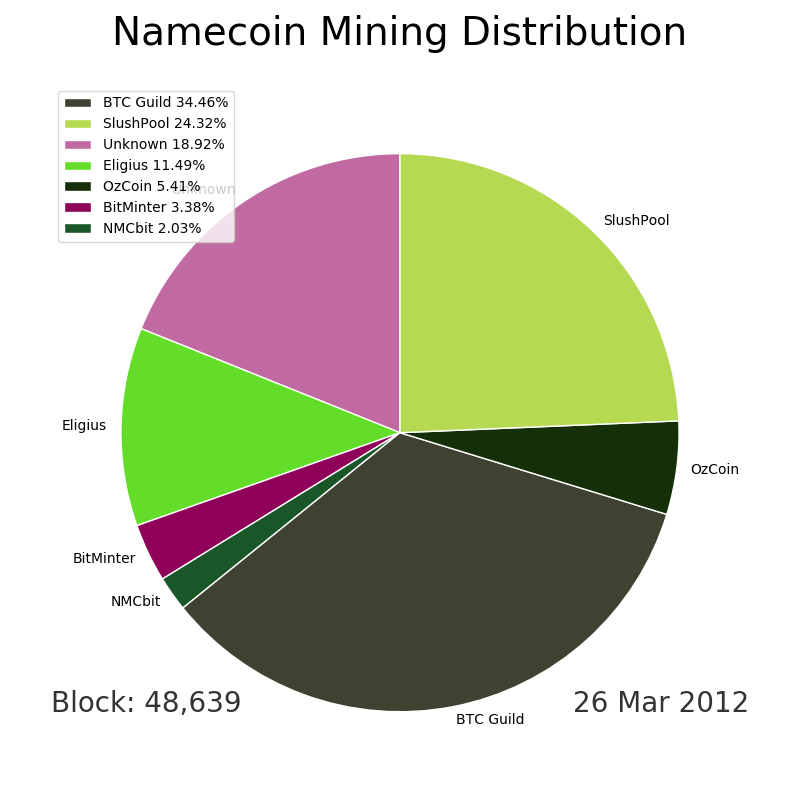 Namecoin Mining Distribution
BTC Guild 34.46%
SlushPool 24.32%
Unknown 18.92%
Eligius 11.49%
OzCoin 5.41%
BitMinter 3.38%
NMCbit 2.03%
Unknown
SlushPool
Eligius
OzCoin
BitMinter
NMCbit
Block: 48,639
26 Mar 2012
BTC Guild